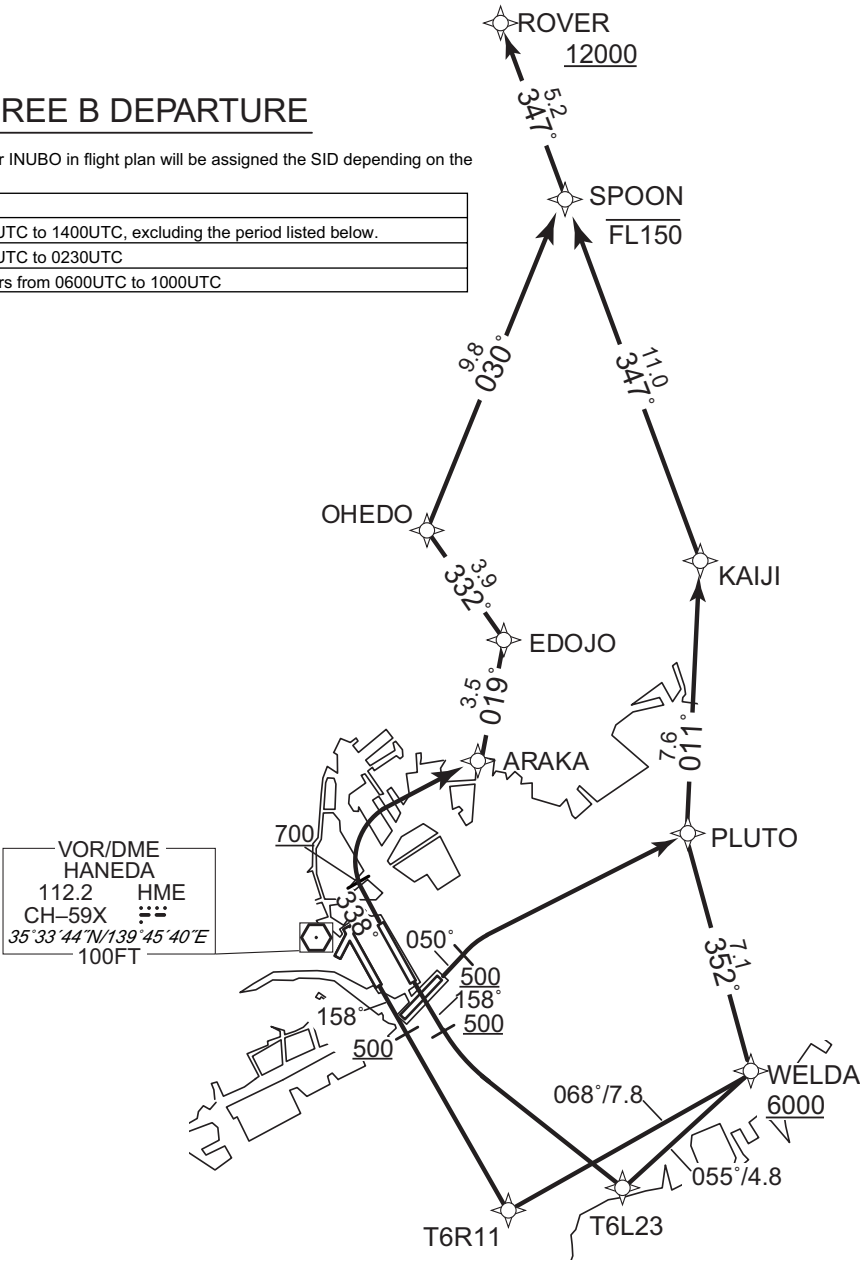 ROVER
12000
5.2
347°
REE B DEPARTURE
r INUBO in flight plan will be assigned the SID depending on the
UTC to 1400UTC, excluding the period listed below.
UTC to 0230UTC
rs from 0600UTC to 1000UTC
SPOON
FL150
9.8
030°
11.0
347°
OHEDO
KAIJI
3.9
332°
EDOJO
3.5
019°
ARAKA
7.6
011°
700
PLUTO
VOR/DME
HANEDA
112.2 HME
CH–59X
35°33′44″N/139°45′40″E
100FT
338°
050°
500
7.1
352°
158°
500
158°
500
WELDA
6000
068°/7.8
055°/4.8
T6R11
T6L23